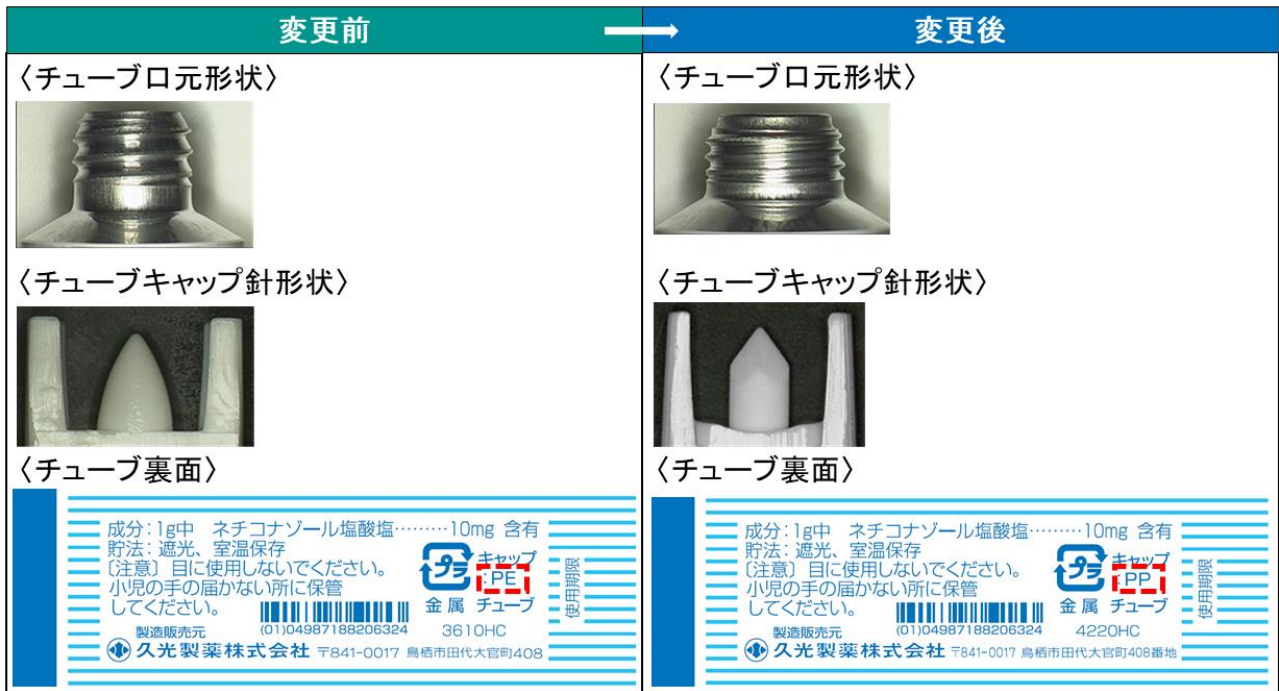 変更前
変更後
〈チューブ口元形状〉
〈チューブキャップ針形状〉
〈チューブ裏面〉
成分：1g中　ネチコナゾール塩酸塩………10mg 含有
貯法：遮光、室温保存
〔注意〕目に使用しないでください。
小児の手の届かない所に保管
してください。
プラ
キャップ
:PE
金属 チューブ
使用期限
(01)04987188206324
3610HC
製造販売元
久光製薬株式会社 〒841-0017 鳥栖市田代大官町408
〈チューブ口元形状〉
〈チューブキャップ針形状〉
〈チューブ裏面〉
成分：1g中　ネチコナゾール塩酸塩………10mg 含有
貯法：遮光、室温保存
〔注意〕目に使用しないでください。
小児の手の届かない所に保管
してください。
プラ
キャップ
:PP
金属 チューブ
使用期限
(01)04987188206324
4220HC
製造販売元
久光製薬株式会社 〒841-0017 鳥栖市田代大官町408番地